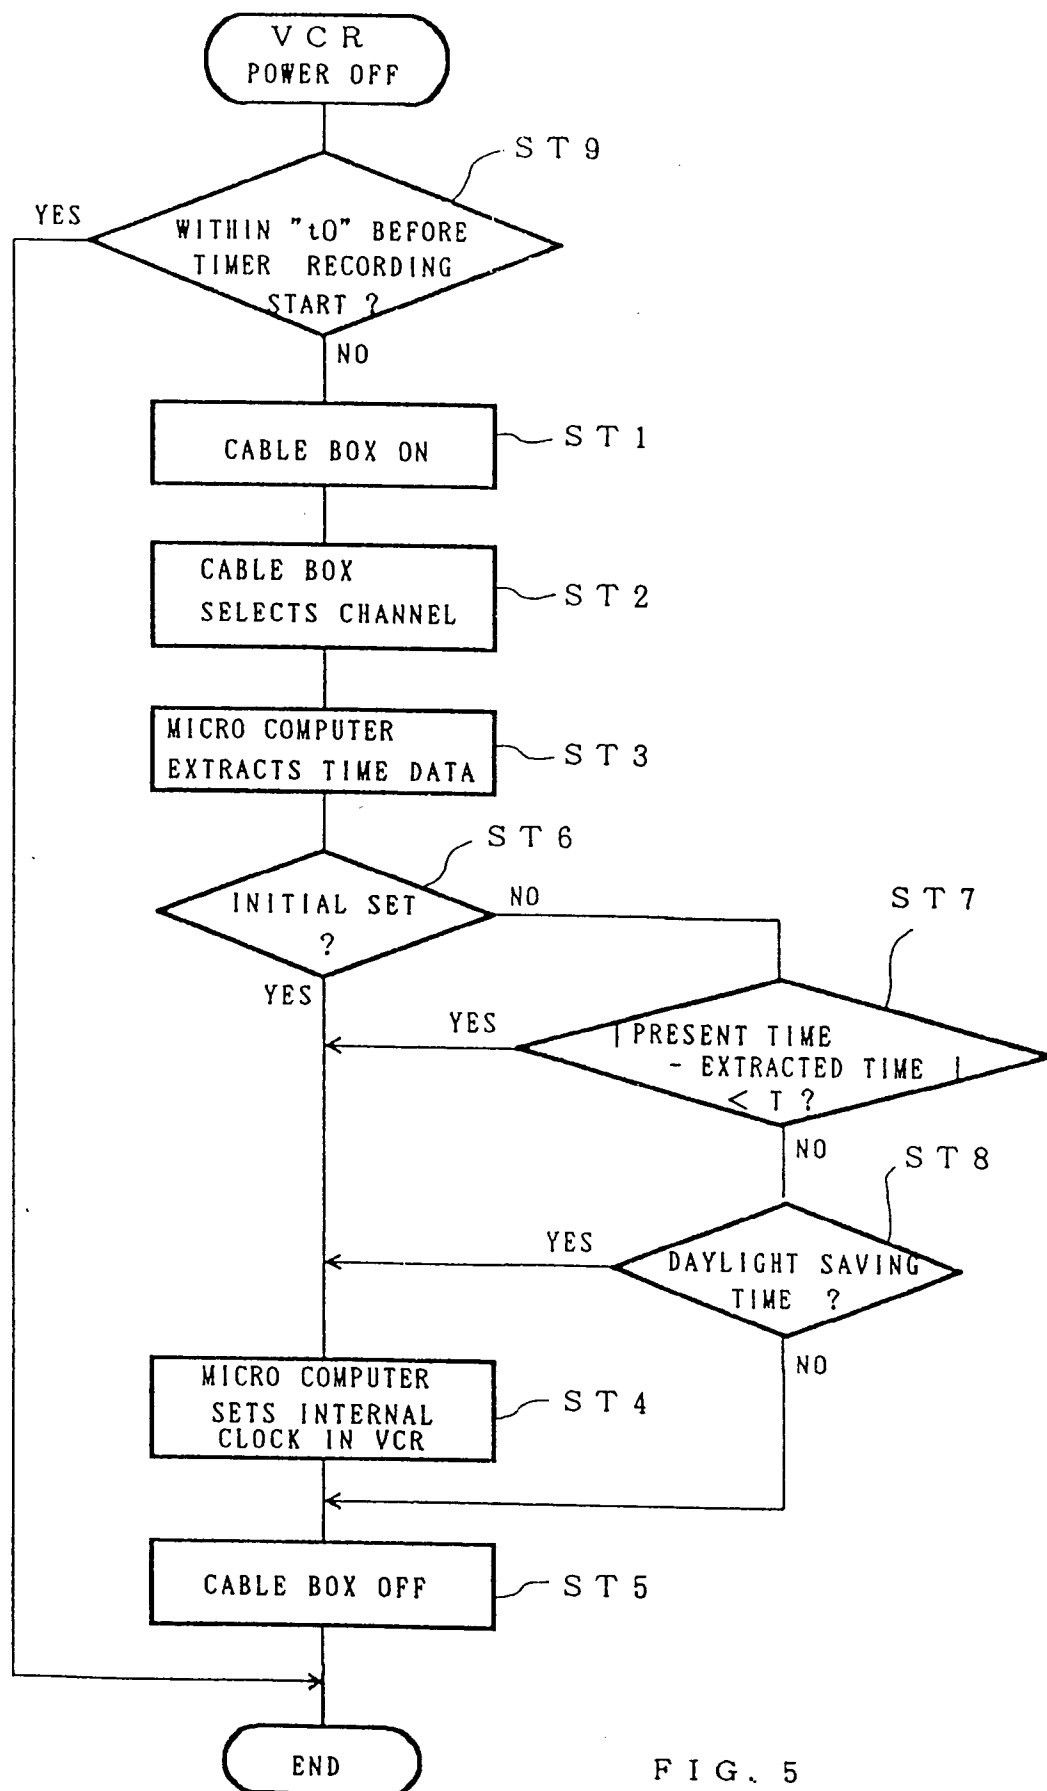 VCR
POWER OFF
ST9
YES
WITHIN "t0" BEFORE
TIMER RECORDING
START ?
NO
CABLE BOX ON
ST1
CABLE BOX
SELECTS CHANNEL
ST2
MICRO COMPUTER
EXTRACTS TIME DATA
ST3
ST6
INITIAL SET
?
NO
YES
ST7
YES
| PRESENT TIME
- EXTRACTED TIME |
< T ?
NO
ST8
YES
DAYLIGHT SAVING
TIME ?
NO
MICRO COMPUTER
SETS INTERNAL
CLOCK IN VCR
ST4
CABLE BOX OFF
ST5
END
FIG. 5